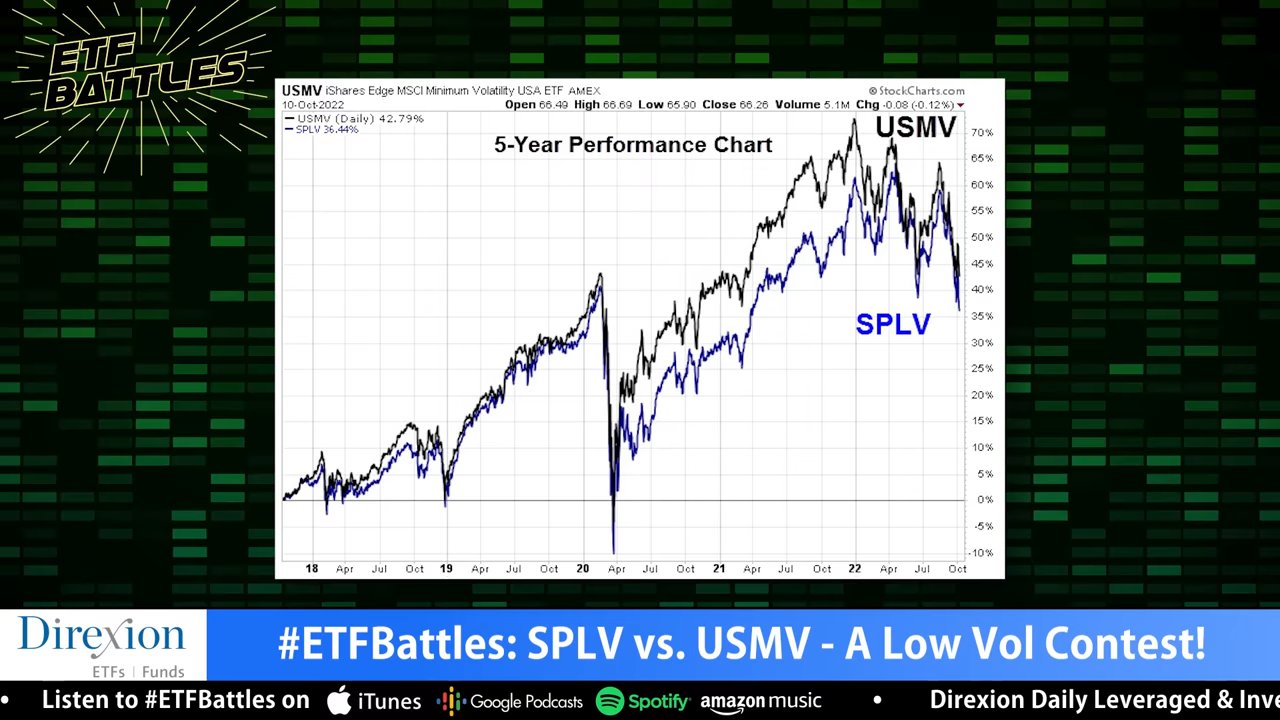 ETF
BATTLES
USMV iShares Edge MSCI Minimum Volatility USA ETF AMEX
© StockCharts.com
10-Oct-2022
Open 66.49 High 66.69 Low 65.90 Close 66.26 Volume 5.1M Chg -0.08 (-0.12%)
USMV (Daily) 42.79%
SPLV 36.44%
5-Year Performance Chart
USMV
SPLV
70%
65%
60%
55%
50%
45%
40%
35%
30%
25%
20%
15%
10%
5%
0%
-5%
-10%
18 Apr Jul Oct 19 Apr Jul Oct 20 Apr Jul Oct 21 Apr Jul Oct 22 Apr Jul Oct
Direxion
ETFs | Funds
#ETFBattles: SPLV vs. USMV - A Low Vol Contest!
• Listen to #ETFBattles on iTunes Google Podcasts Spotify amazon music • Direxion Daily Leveraged & Inve